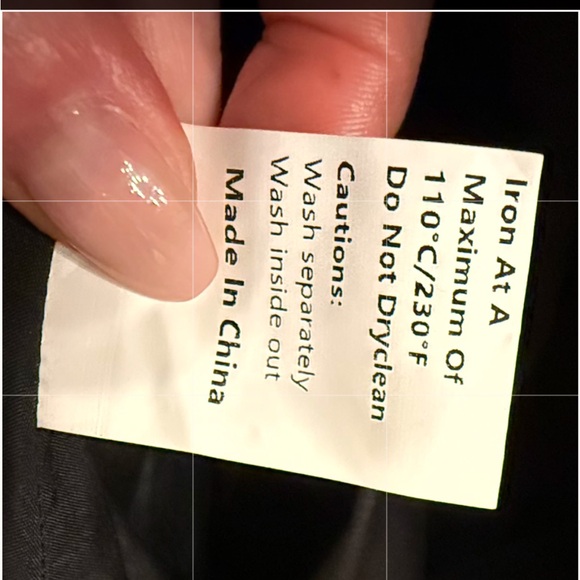 Iron At A
Maximum Of
110°C/230°F
Do Not Dryclean
Cautions:
Wash separately
Wash inside out
Made In China